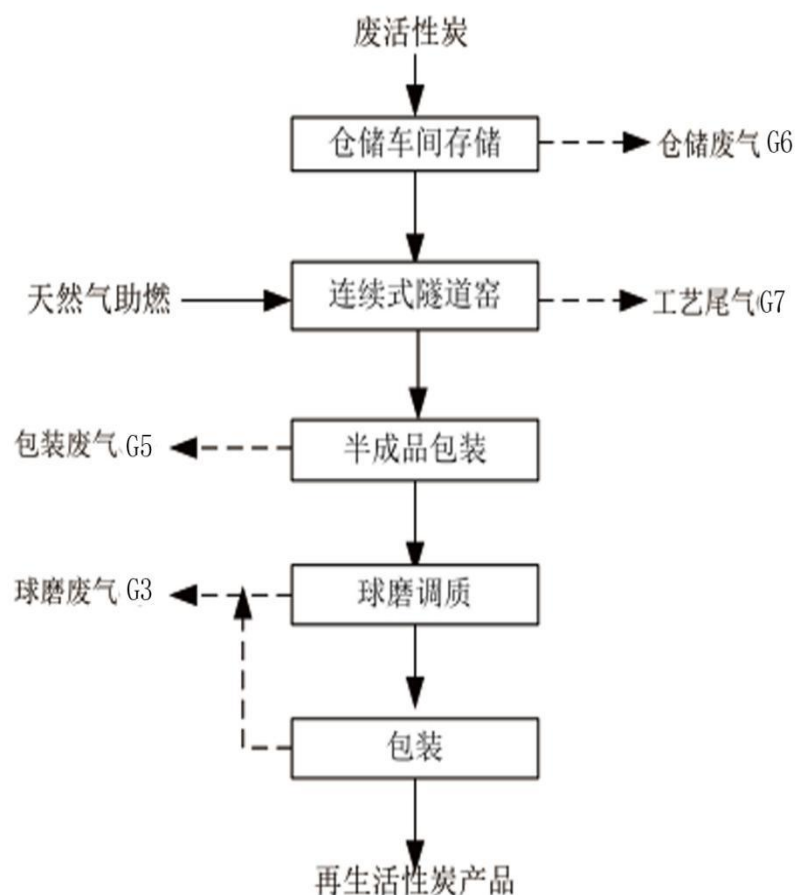 废活性炭
仓储车间存储
仓储废气 G6
天然气助燃
连续式隧道窑
工艺尾气G7
包装废气 G5
半成品包装
球磨废气 G3
球磨调质
包装
再生活性炭产品